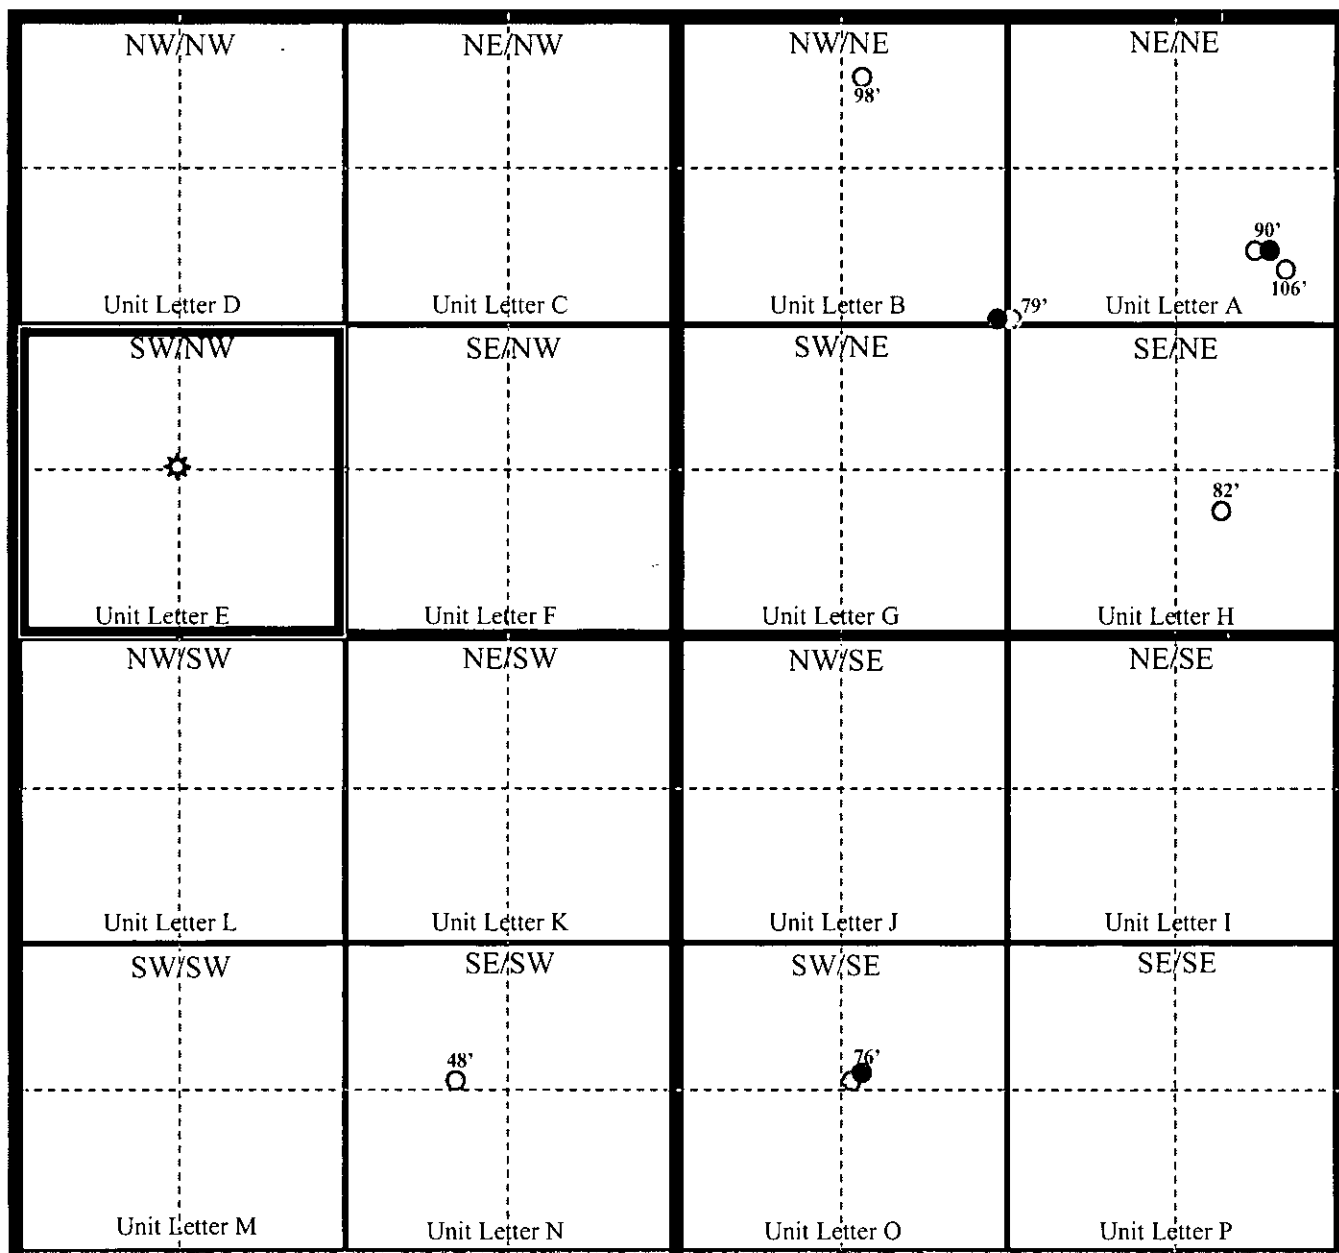 NW/NW
NE/NW
NW/NE
NE/NE
98’
90’
106’
Unit Letter D
Unit Letter C
Unit Letter B
79’
Unit Letter A
SW/NW
SE/NW
SW/NE
SE/NE
82’
Unit Letter E
Unit Letter F
Unit Letter G
Unit Letter H
NW/SW
NE/SW
NW/SE
NE/SE
Unit Letter L
Unit Letter K
Unit Letter J
Unit Letter I
SW/SW
SE/SW
SW/SE
SE/SE
48’
76’
Unit Letter M
Unit Letter N
Unit Letter O
Unit Letter P